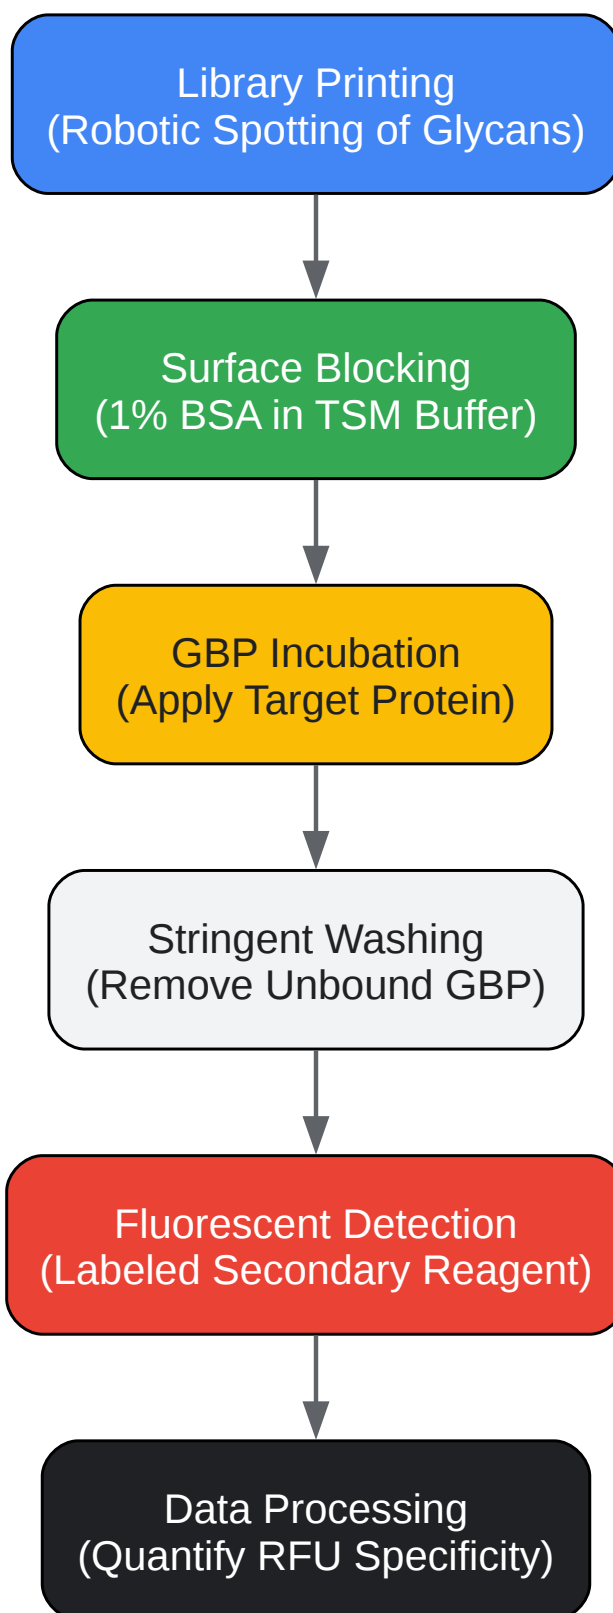 Library Printing
(Robotic Spotting of Glycans)
Surface Blocking
(1% BSA in TSM Buffer)
GBP Incubation
(Apply Target Protein)
Stringent Washing
(Remove Unbound GBP)
Fluorescent Detection
(Labeled Secondary Reagent)
Data Processing
(Quantify RFU Specificity)